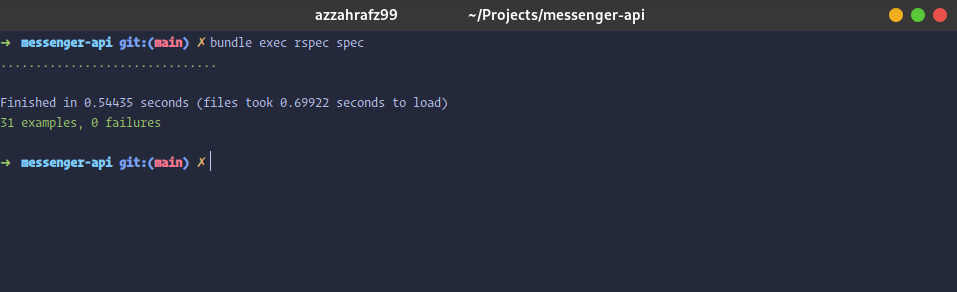 azzahrafz99 ~/Projects/messenger-api
➜ messenger-api git:(main) ✗ bundle exec rspec spec
...............................
Finished in 0.54435 seconds (files took 0.69922 seconds to load)
31 examples, 0 failures
➜ messenger-api git:(main) ✗